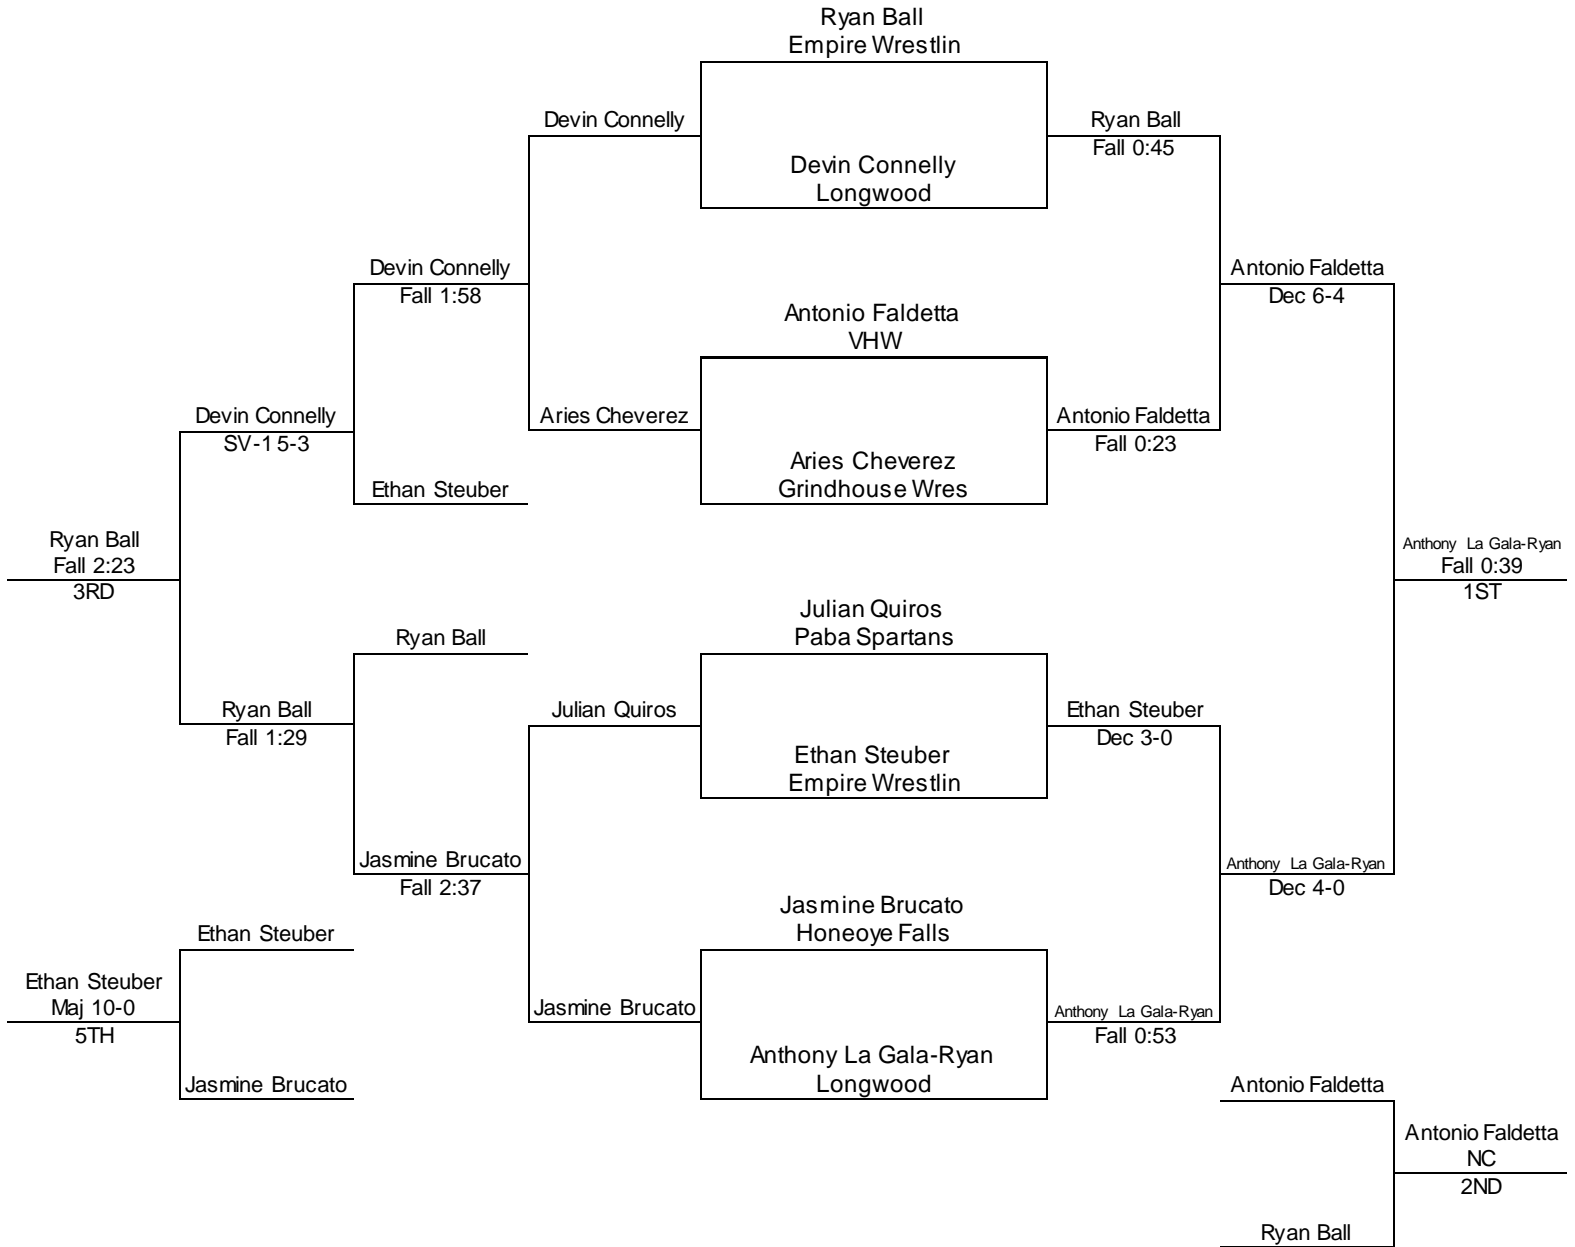 Ryan Ball
Empire Wrestlin
Devin Connelly
Ryan Ball
Fall 0:45
Devin Connelly
Longwood
Devin Connelly
Fall 1:58
Antonio Faldetta
Dec 6-4
Antonio Faldetta
VHW
Devin Connelly
SV-1 5-3
Aries Cheverez
Antonio Faldetta
Fall 0:23
Aries Cheverez
Grindhouse Wres
Ethan Steuber
Ryan Ball
Fall 2:23
3RD
Anthony La Gala-Ryan
Fall 0:39
1ST
Julian Quiros
Paba Spartans
Ryan Ball
Ryan Ball
Fall 1:29
Julian Quiros
Ethan Steuber
Dec 3-0
Ethan Steuber
Empire Wrestlin
Jasmine Brucato
Fall 2:37
Anthony La Gala-Ryan
Dec 4-0
Jasmine Brucato
Honeoye Falls
Ethan Steuber
Ethan Steuber
Maj 10-0
5TH
Jasmine Brucato
Anthony La Gala-Ryan
Fall 0:53
Anthony La Gala-Ryan
Longwood
Jasmine Brucato
Antonio Faldetta
Antonio Faldetta
NC
2ND
Ryan Ball